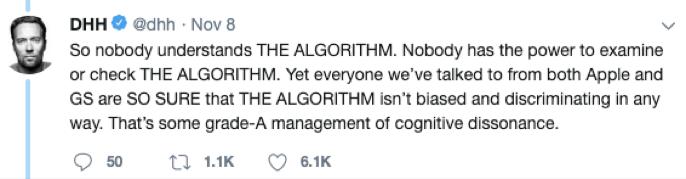 DHH @dhh · Nov 8
So nobody understands THE ALGORITHM. Nobody has the power to examine
or check THE ALGORITHM. Yet everyone we’ve talked to from both Apple and
GS are SO SURE that THE ALGORITHM isn’t biased and discriminating in any
way. That’s some grade-A management of cognitive dissonance.
50 1.1K 6.1K